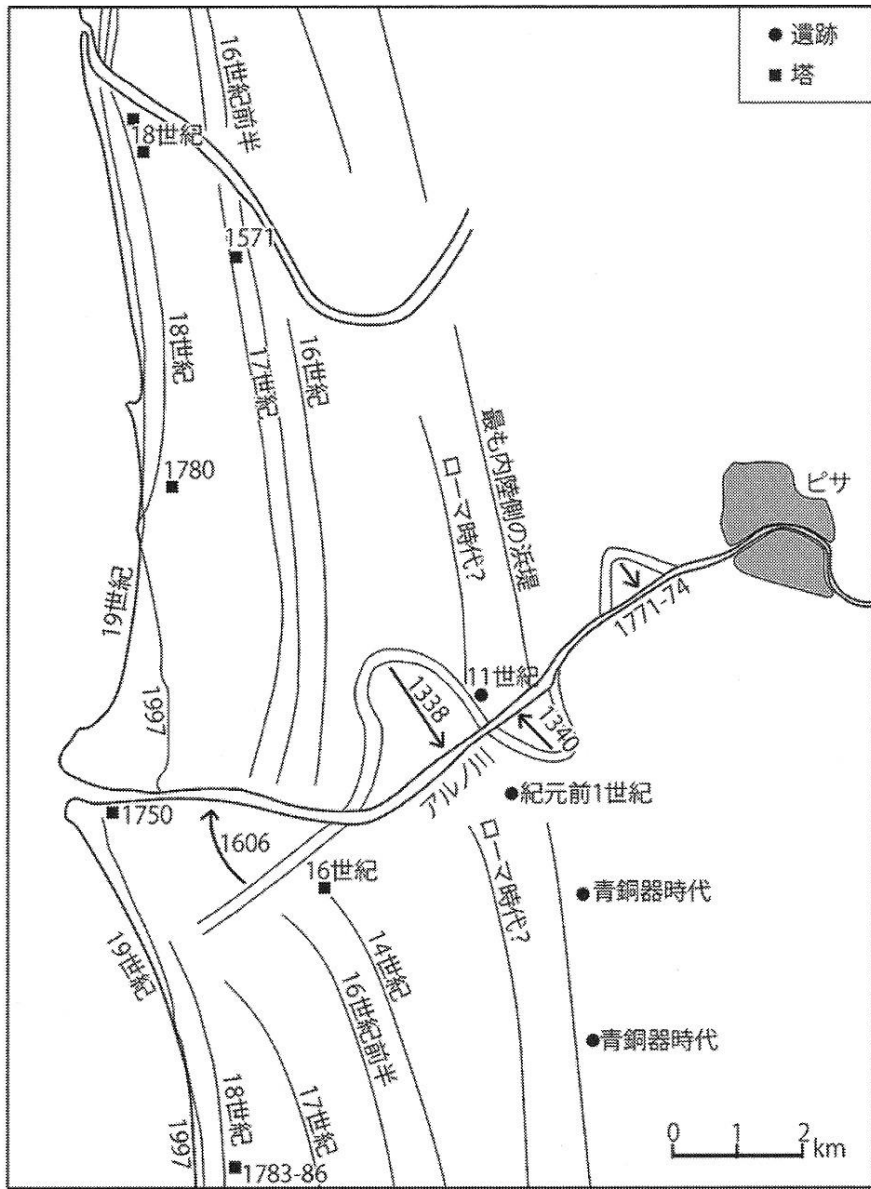 ● 遺跡
■ 塔
16世紀前半
18世紀
1571
18世紀
17世紀
16世紀
最も内陸側の浜堤
ローマ時代?
1780
ピサ
19世紀
1771-74
11世紀
1338
1340
1997
アルノ川
紀元前1世紀
1750
1606
16世紀
ローマ時代?
青銅器時代
19世紀
14世紀
16世紀前半
青銅器時代
18世紀
17世紀
1997
1783-86
0 1 2
km